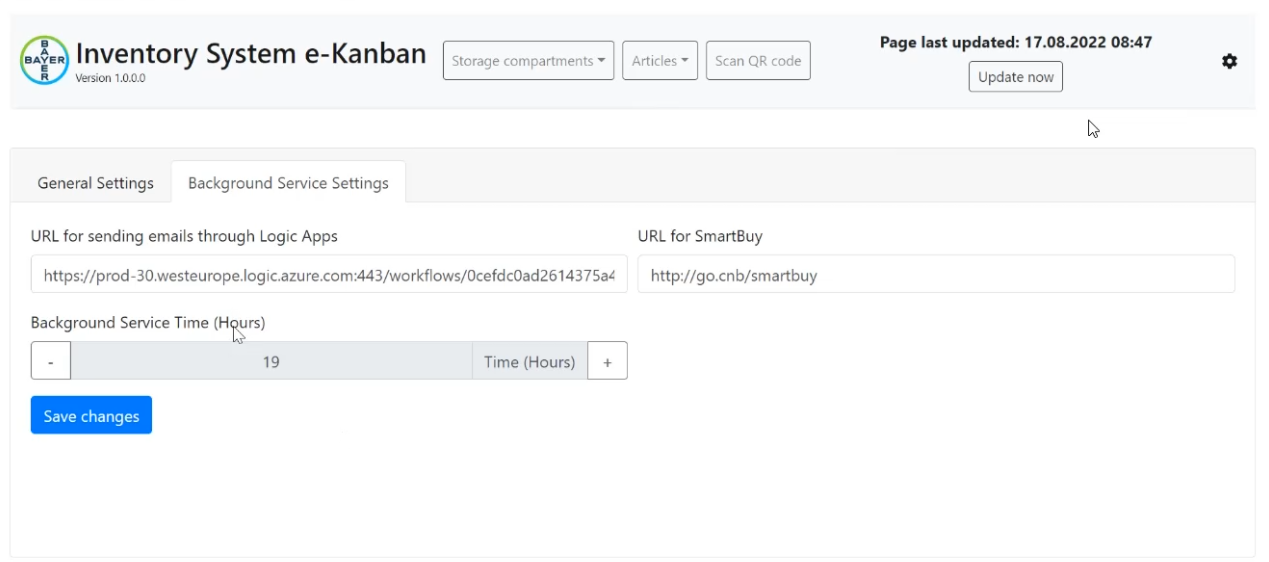 BAYER
BAYER
Inventory System e-Kanban
Version 1.0.0.0
Storage compartments
Articles
Scan QR code
Page last updated: 17.08.2022 08:47
Update now
General Settings
Background Service Settings
URL for sending emails through Logic Apps
URL for SmartBuy
https://prod-30.westeurope.logic.azure.com:443/workflows/0cefdc0ad2614375a4
http://go.cnb/smartbuy
Background Service Time (Hours)
- 19 Time (Hours) +
Save changes